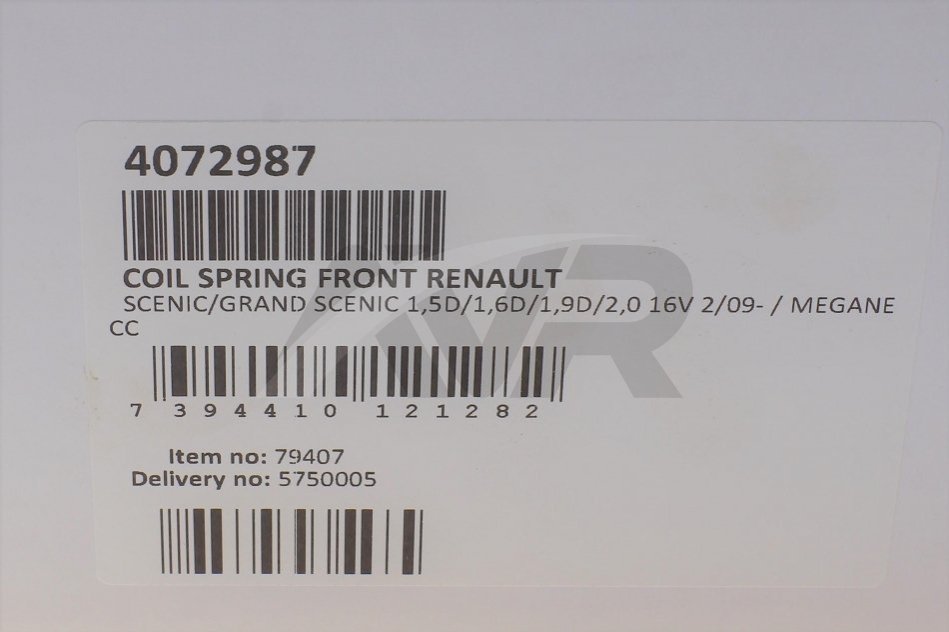 4072987
COIL SPRING FRONT RENAULT
SCENIC/GRAND SCENIC 1,5D/1,6D/1,9D/2,0 16V 2/09- / MEGANE
CC
7 394410 121282
Item no: 79407
Delivery no: 5750005
AVR